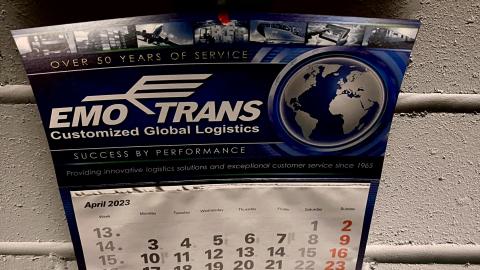 OVER 50 YEARS OF SERVICE
EMO TRANS
Customized Global Logistics
SUCCESS BY PERFORMANCE
Providing innovative logistics solutions and exceptional customer service since 1965
April 2023
Week Monday Tuesday Wednesday Thursday Friday Saturday Sunday
13 1 2
14 3 4 5 6 7 8 9
15 10 11 12 13 14 15 16
17 18 19 20 21 22 23